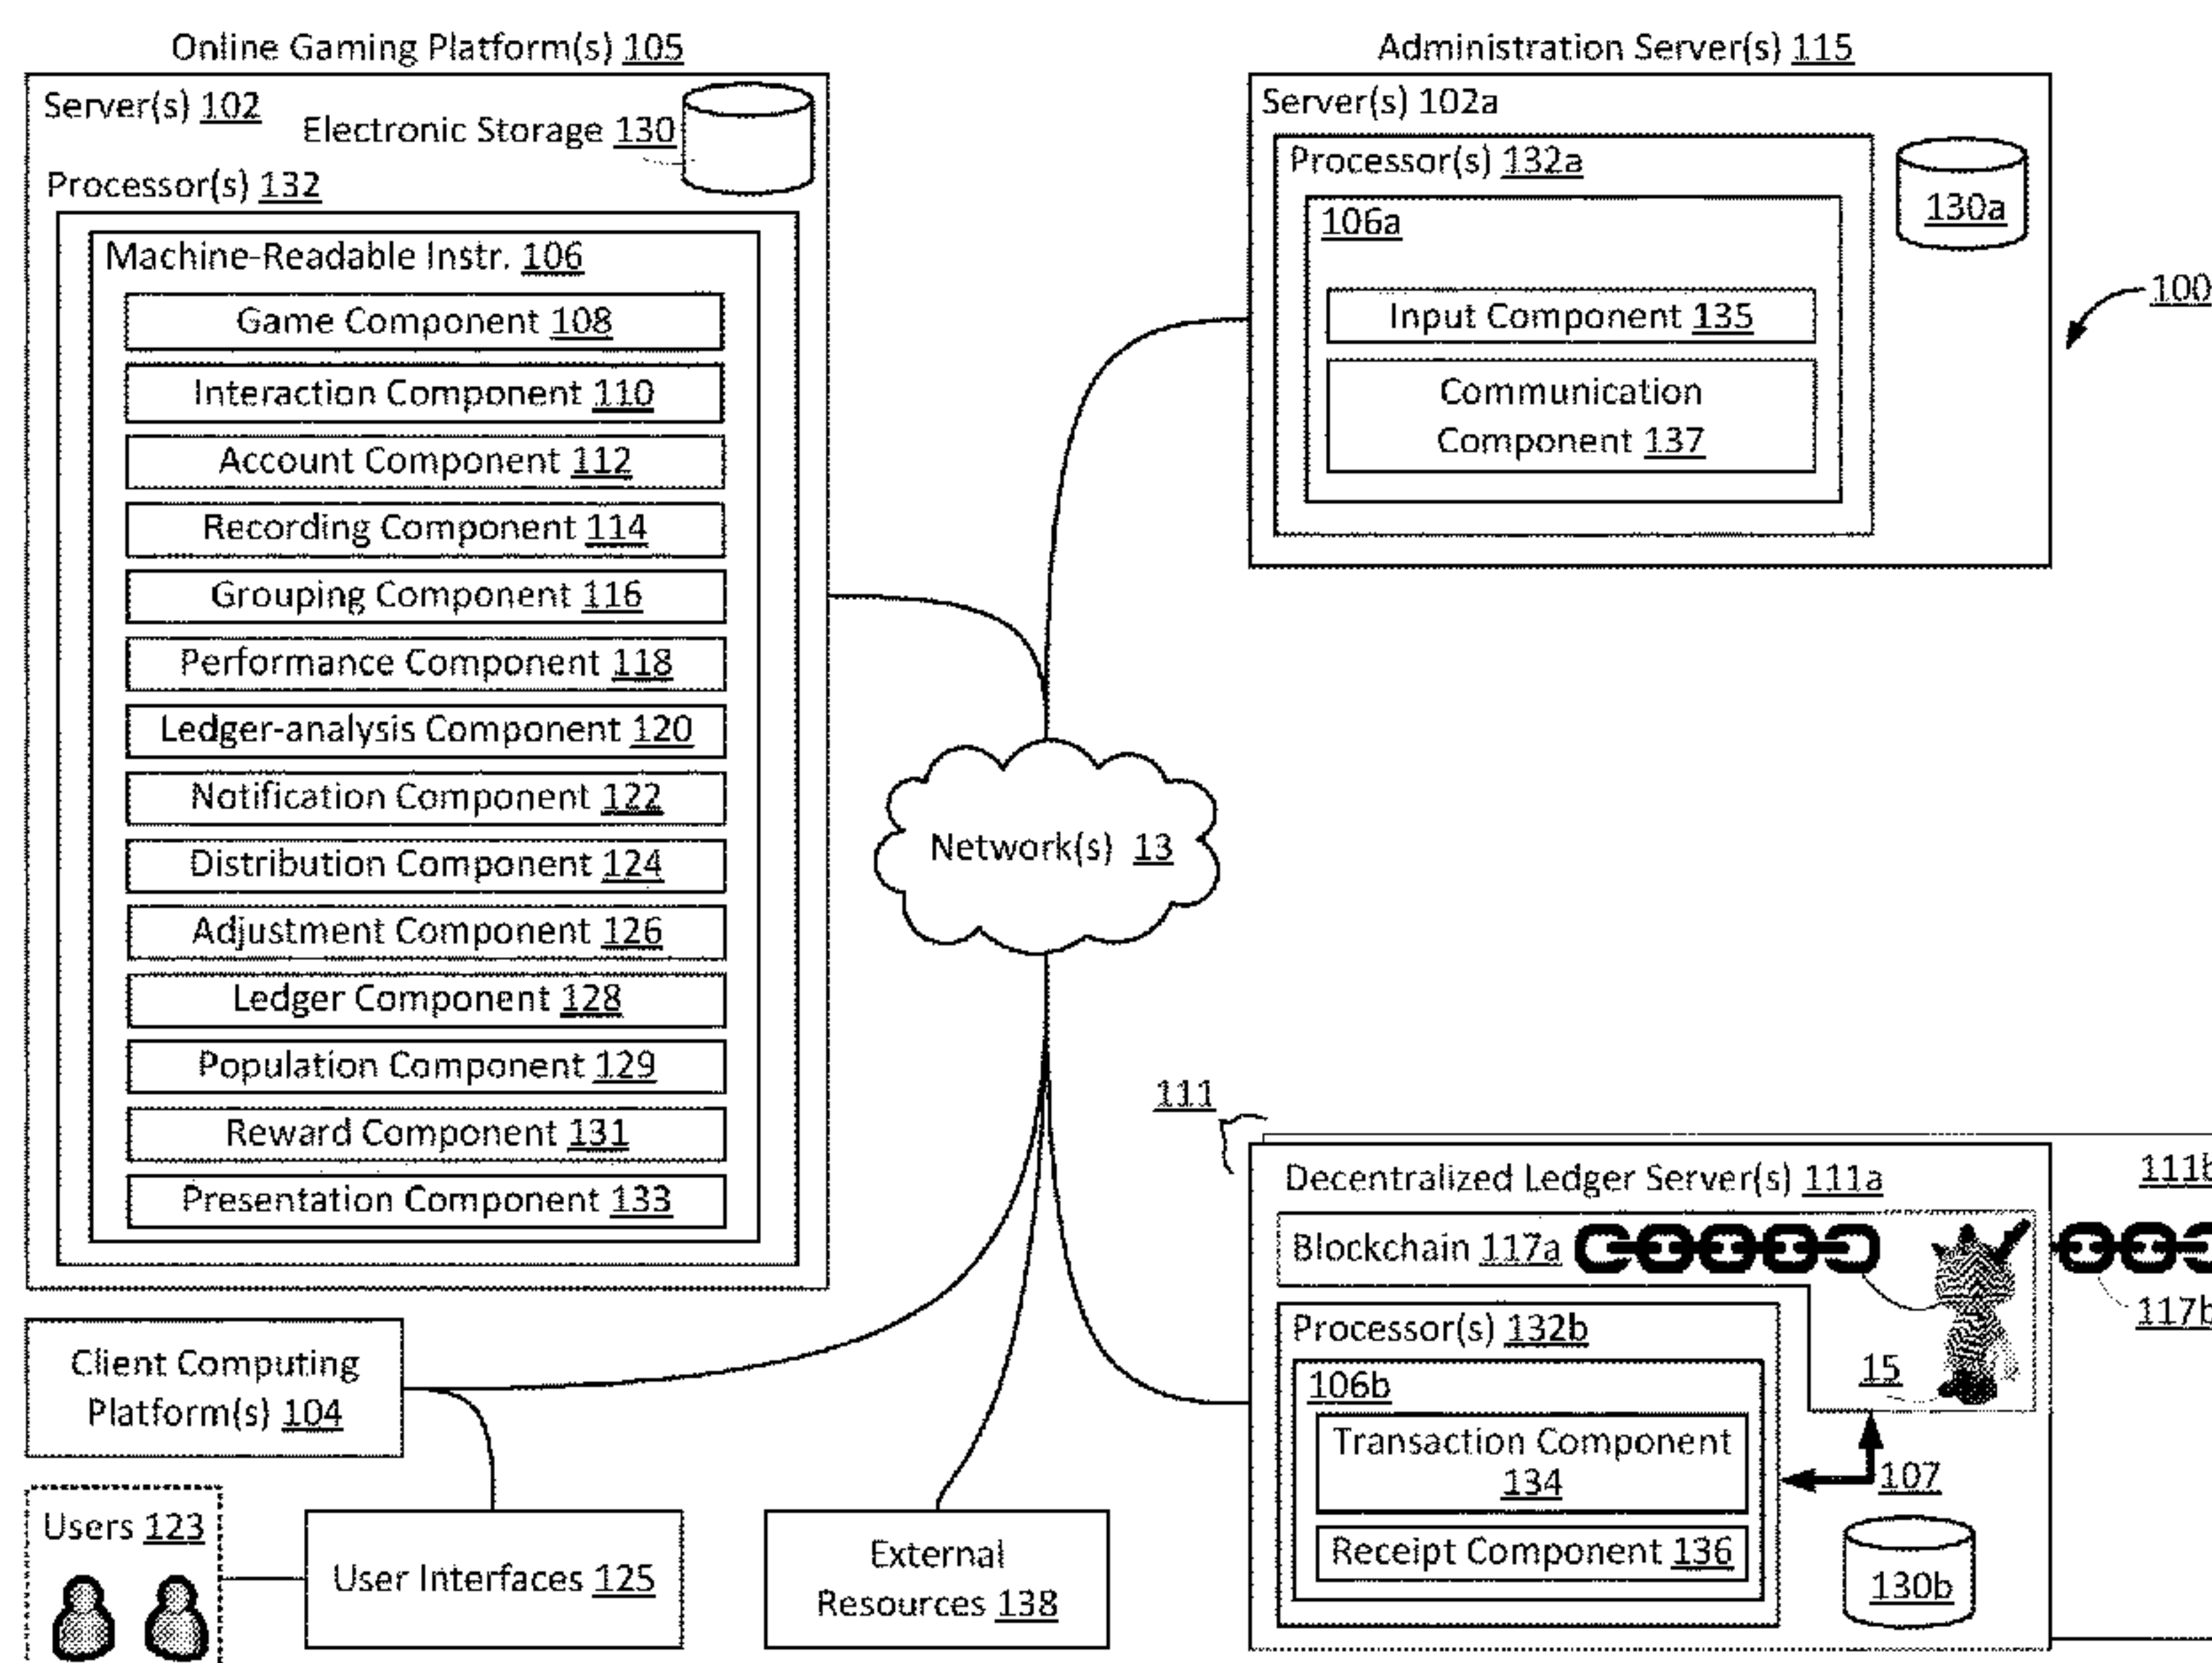 Online Gaming Platform(s) 105
Server(s) 102
Electronic Storage 130
Processor(s) 132
Machine-Readable Instr. 106
Game Component 108
Interaction Component 110
Account Component 112
Recording Component 114
Grouping Component 116
Performance Component 118
Ledger-analysis Component 120
Notification Component 122
Distribution Component 124
Adjustment Component 126
Ledger Component 128
Population Component 129
Reward Component 131
Presentation Component 133
Administration Server(s) 115
Server(s) 102a
Processor(s) 132a
130a
106a
Input Component 135
Communication
Component 137
100
Network(s) 13
111
Decentralized Ledger Server(s) 111a
111b
Blockchain 117a
117b
Processor(s) 132b
106b
15
Transaction Component
134
107
Receipt Component 136
130b
Client Computing
Platform(s) 104
Users 123
User Interfaces 125
External
Resources 138